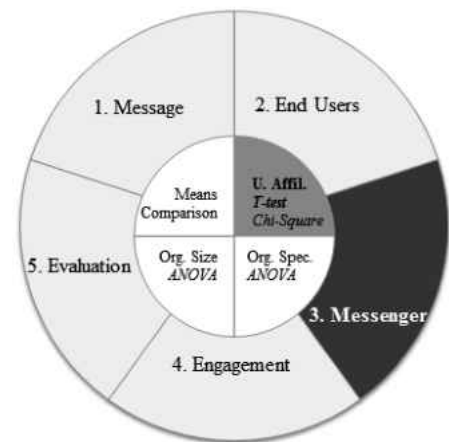 1. Message
2. End Users
Means
Comparison
U. Affil.
T-test
Chi-Square
5. Evaluation
Org. Size
ANOVA
Org. Spec.
ANOVA
3. Messenger
4. Engagement